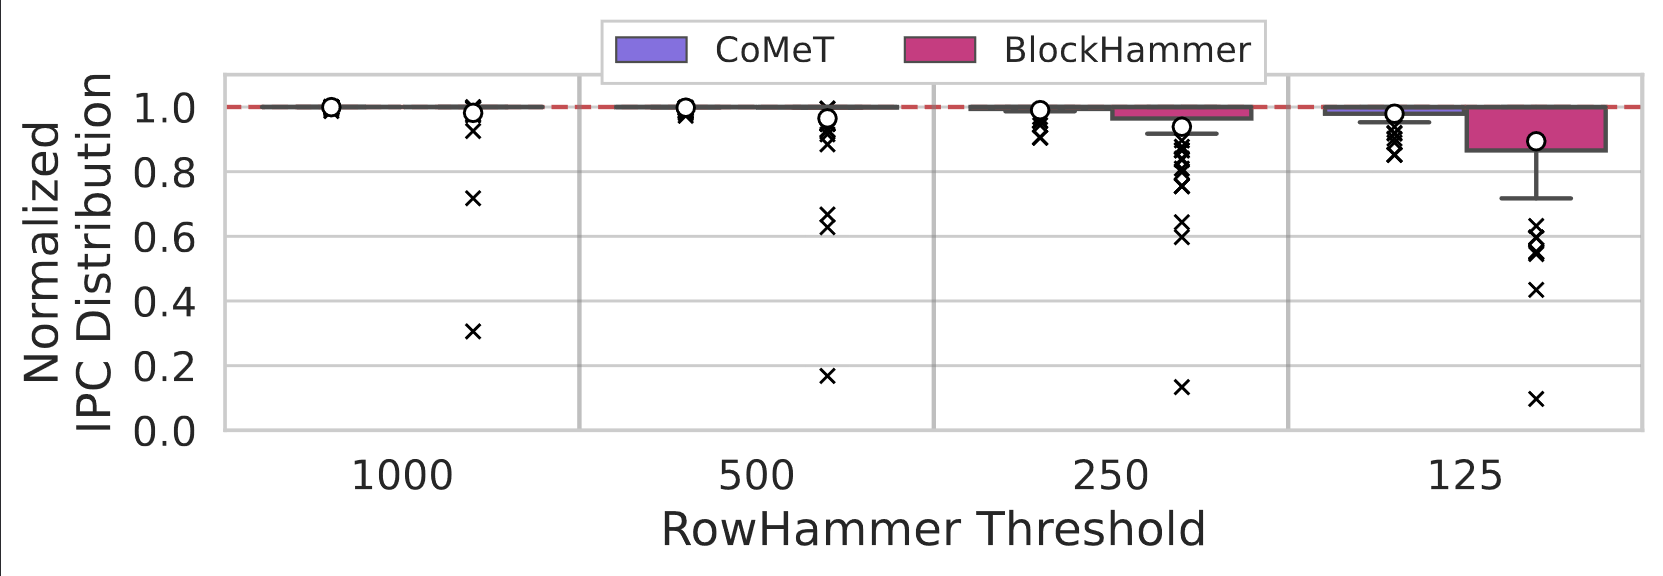 CoMeT BlockHammer
Normalized
IPC Distribution
1.0
0.8
0.6
0.4
0.2
0.0
1000 500 250 125
RowHammer Threshold